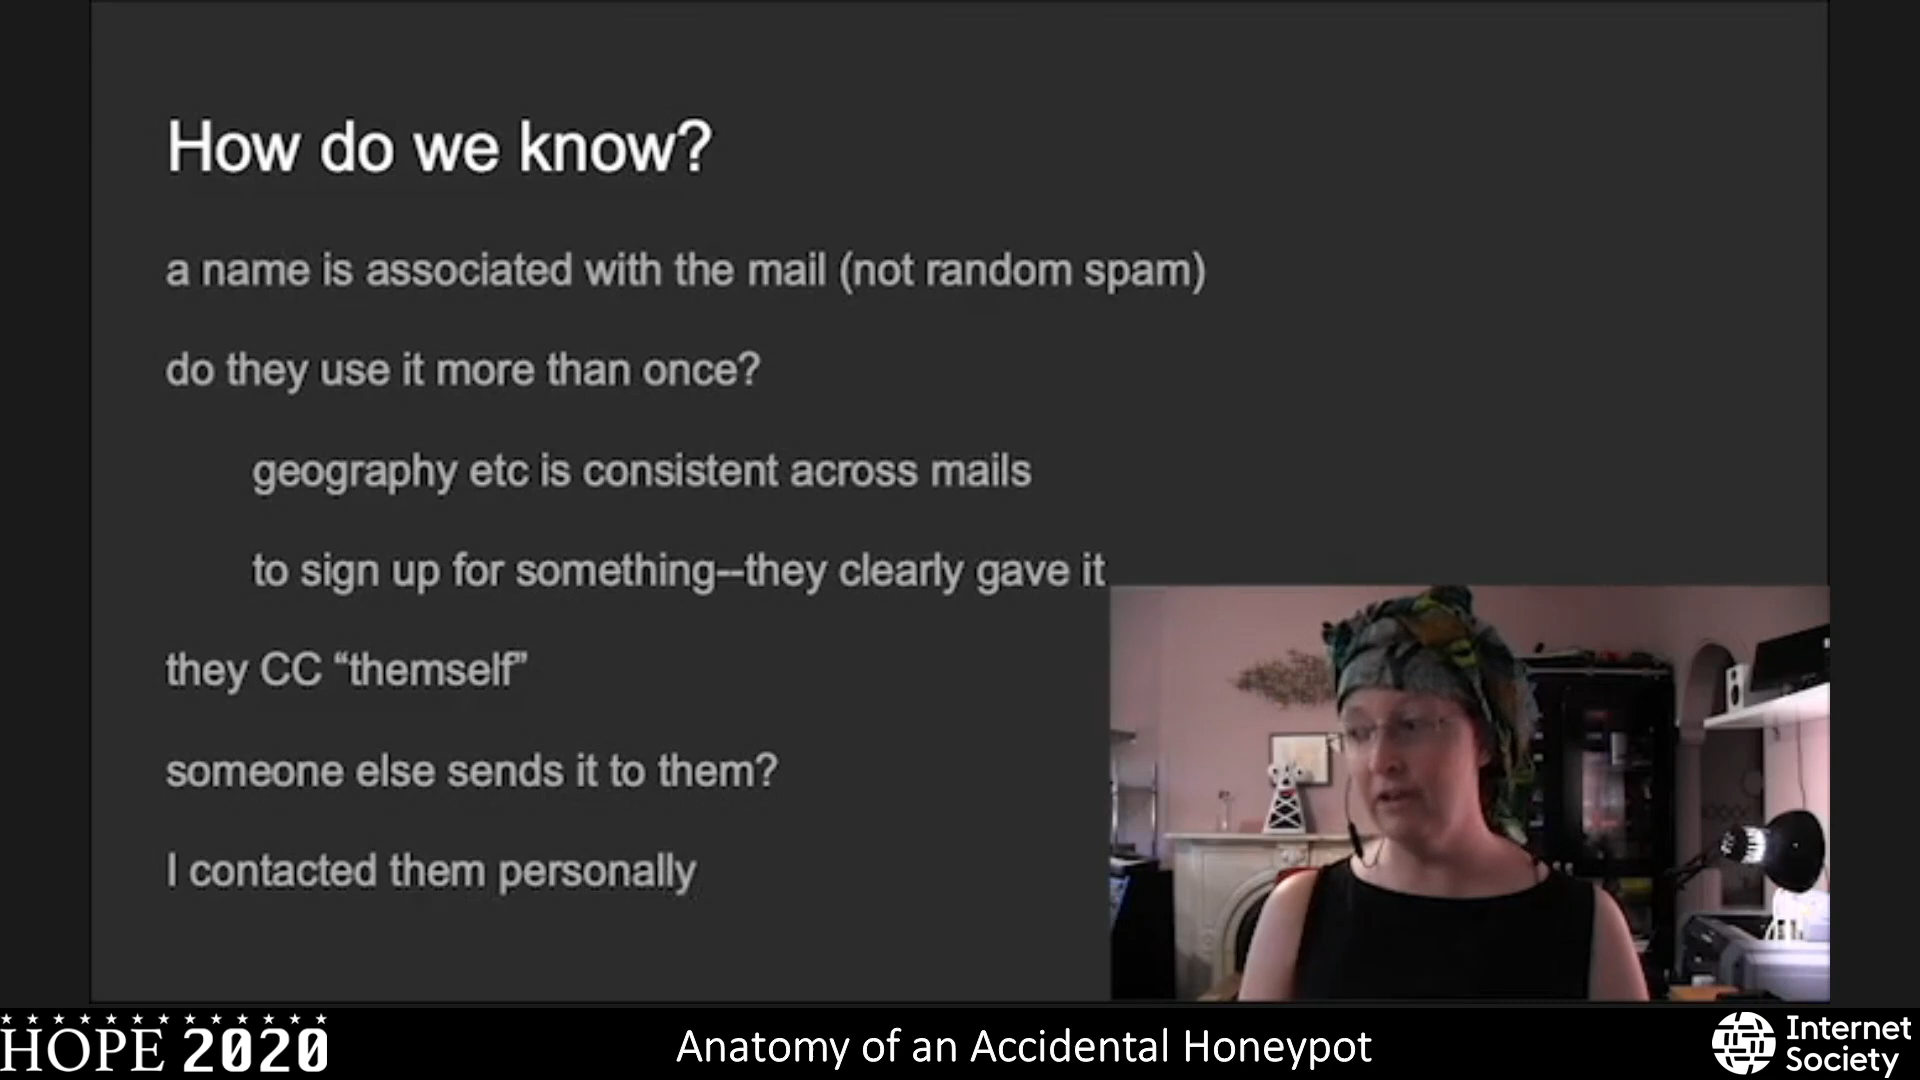 How do we know?
a name is associated with the mail (not random spam)
do they use it more than once?
geography etc is consistent across mails
to sign up for something--they clearly gave it
they CC “themself”
someone else sends it to them?
I contacted them personally
HOPE 2020
Anatomy of an Accidental Honeypot
Internet
Society